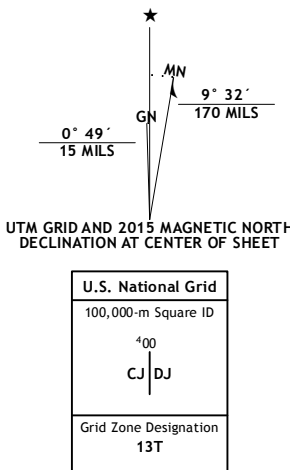 ★
MN
GN
9° 32´
170 MILS
0° 49´
15 MILS
UTM GRID AND 2015 MAGNETIC NORTH
DECLINATION AT CENTER OF SHEET
U.S. National Grid
100,000-m Square ID
⁴00
CJ DJ
Grid Zone Designation
13T